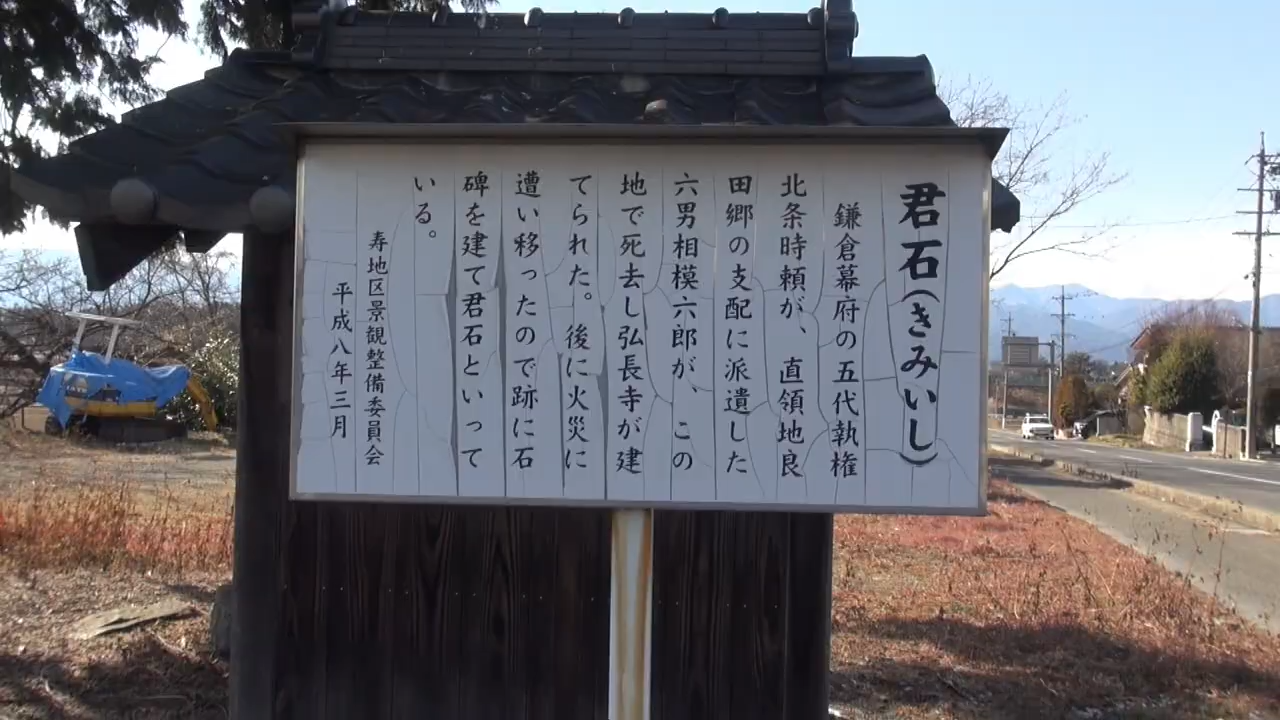 君石(きみいし)
鎌倉幕府の五代執権
北条時頼が、直領地良
田郷の支配に派遣した
六男相模六郎が、この
地で死去し弘長寺が建
てられた。後に火災に
遭い移ったので跡に石
碑を建て君石といって
いる。
寿地区景観整備委員会
平成八年三月